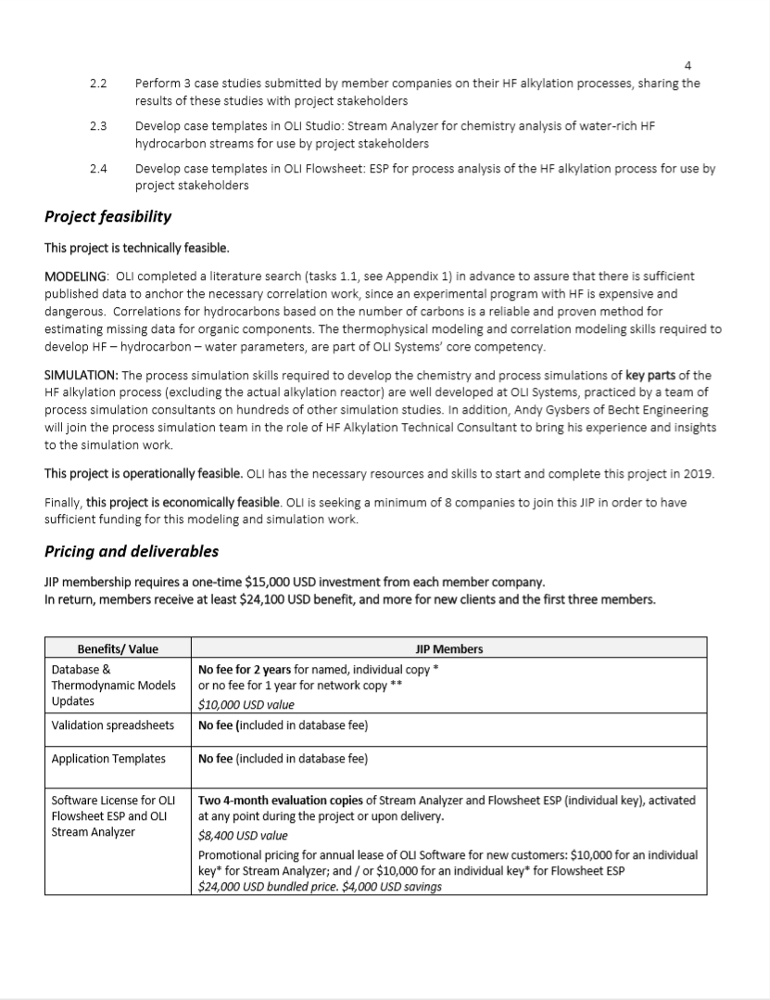 4
2.2 Perform 3 case studies submitted by member companies on their HF alkylation processes, sharing the
results of these studies with project stakeholders
2.3 Develop case templates in OLI Studio: Stream Analyzer for chemistry analysis of water-rich HF
hydrocarbon streams for use by project stakeholders
2.4 Develop case templates in OLI Flowsheet: ESP for process analysis of the HF alkylation process for use by
project stakeholders
Project feasibility
This project is technically feasible.
MODELING: OLI completed a literature search (tasks 1.1, see Appendix 1) in advance to assure that there is sufficient
published data to anchor the necessary correlation work, since an experimental program with HF is expensive and
dangerous. Correlations for hydrocarbons based on the number of carbons is a reliable and proven method for
estimating missing data for organic components. The thermophysical modeling and correlation modeling skills required to
develop HF – hydrocarbon – water parameters, are part of OLI Systems’ core competency.
SIMULATION: The process simulation skills required to develop the chemistry and process simulations of key parts of the
HF alkylation process (excluding the actual alkylation reactor) are well developed at OLI Systems, practiced by a team of
process simulation consultants on hundreds of other simulation studies. In addition, Andy Gysbers of Becht Engineering
will join the process simulation team in the role of HF Alkylation Technical Consultant to bring his experience and insights
to the simulation work.
This project is operationally feasible. OLI has the necessary resources and skills to start and complete this project in 2019.
Finally, this project is economically feasible. OLI is seeking a minimum of 8 companies to join this JIP in order to have
sufficient funding for this modeling and simulation work.
Pricing and deliverables
JIP membership requires a one-time $15,000 USD investment from each member company.
In return, members receive at least $24,100 USD benefit, and more for new clients and the first three members.
Benefits/ Value JIP Members
Database &
Thermodynamic Models
Updates
No fee for 2 years for named, individual copy *
or no fee for 1 year for network copy **
$10,000 USD value
Validation spreadsheets No fee (included in database fee)
Application Templates No fee (included in database fee)
Software License for OLI
Flowsheet ESP and OLI
Stream Analyzer
Two 4-month evaluation copies of Stream Analyzer and Flowsheet ESP (individual key), activated
at any point during the project or upon delivery.
$8,400 USD value
Promotional pricing for annual lease of OLI Software for new customers: $10,000 for an individual
key* for Stream Analyzer; and / or $10,000 for an individual key* for Flowsheet ESP
$24,000 USD bundled price. $4,000 USD savings